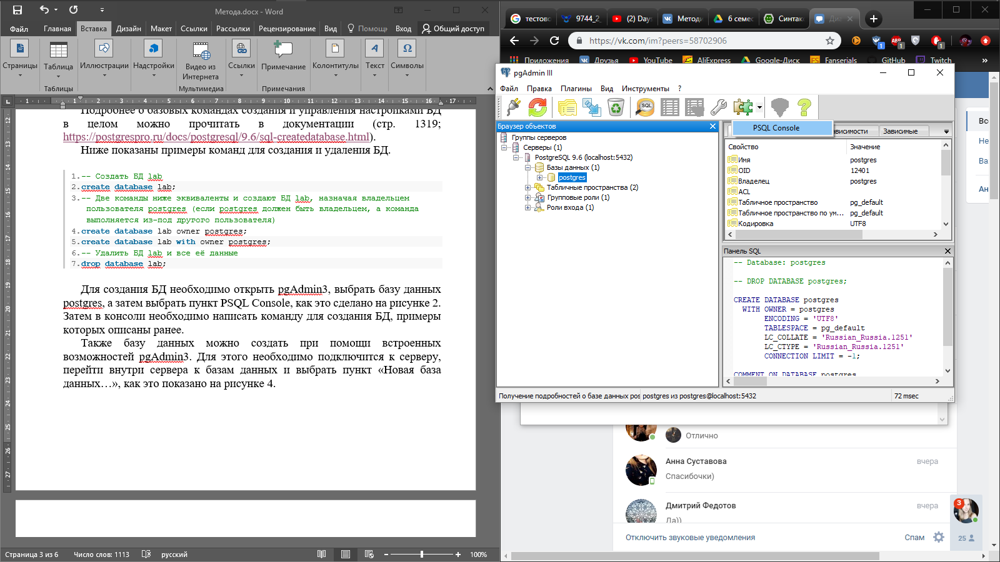 Метода.docx - Word
Файл
Главная
Вставка
Дизайн
Макет
Ссылки
Рассылки
Рецензирование
Вид
Помощн
Вход
Общий доступ
Страницы
Таблица
Иллюстрации
Надстройки
Видео из
Интернета
Ссылки
Примечание
Колонтитулы
Текст
Символы
Таблицы
Мультимедиа
Примечания
Подробнее о базовых командах создания и управления настройками БД
в целом можно прочитать в документации (стр. 1319;
https://postgrespro.ru/docs/postgresql/9.6/sql-createdatabase.html).
Ниже показаны примеры команд для создания и удаления БД.
1.-- Создать БД lab
2.create database lab;
3.-- Две команды ниже эквиваленты и создают БД lab, назначая владельцем
пользователя postgres (если postgres должен быть владельцем, а команда
выполняется из-под другого пользователя)
4.create database lab owner postgres;
5.create database lab with owner postgres;
6.-- Удалить БД lab и все её данные
7.drop database lab;
Для создания БД необходимо открыть pgAdmin3, выбрать базу данных
postgres, а затем выбрать пункт PSQL Console, как это сделано на рисунке 2.
Затем в консоли необходимо написать команду для создания БД, примеры
которых описаны ранее.
Также базу данных можно создать при помощи встроенных
возможностей pgAdmin3. Для этого необходимо подключится к серверу,
перейти внутри сервера к базам данных и выбрать пункт «Новая база
данных…», как это показано на рисунке 4.
Страница 3 из 6
Число слов: 1113
русский
100%
тестовс
9744_2_
(2) Days
Методи
6 семес
Синтак
Диа
https://vk.com/im?peers=58702906
Приложения
Друзья
YouTube
AliExpress
Google-Диск
Fanserials
GitHub
Twitch
pgAdmin III
Файл
Правка
Плагины
Вид
Инструменты
?
PSQL Console
Браузер объектов
Группы серверов
Серверы (1)
PostgreSQL 9.6 (localhost:5432)
Базы данных (1)
postgres
Табличные пространства (2)
Групповые роли (1)
Роли входа (1)
ависимости
Зависимые
Свойство
Значение
Имя postgres
OID 12401
Владелец postgres
ACL
Табличное пространство pg_default
Табличное пространство по ум... pg_default
Кодировка UTF8
Панель SQL
-- Database: postgres
-- DROP DATABASE postgres;
CREATE DATABASE postgres
WITH OWNER = postgres
ENCODING = 'UTF8'
TABLESPACE = pg_default
LC_COLLATE = 'Russian_Russia.1251'
LC_CTYPE = 'Russian_Russia.1251'
CONNECTION LIMIT = -1;
COMMENT ON DATABASE postgres
Получение подробностей о базе данных pos
postgres из postgres@localhost:5432
72 msec
Все
Не
Ва
Ан
Отлично
Анна Суставова
вчера
Спасибочки)
Дмитрий Федотов
вчера
Да))
Отключить звуковые уведомления
Спам
3
25